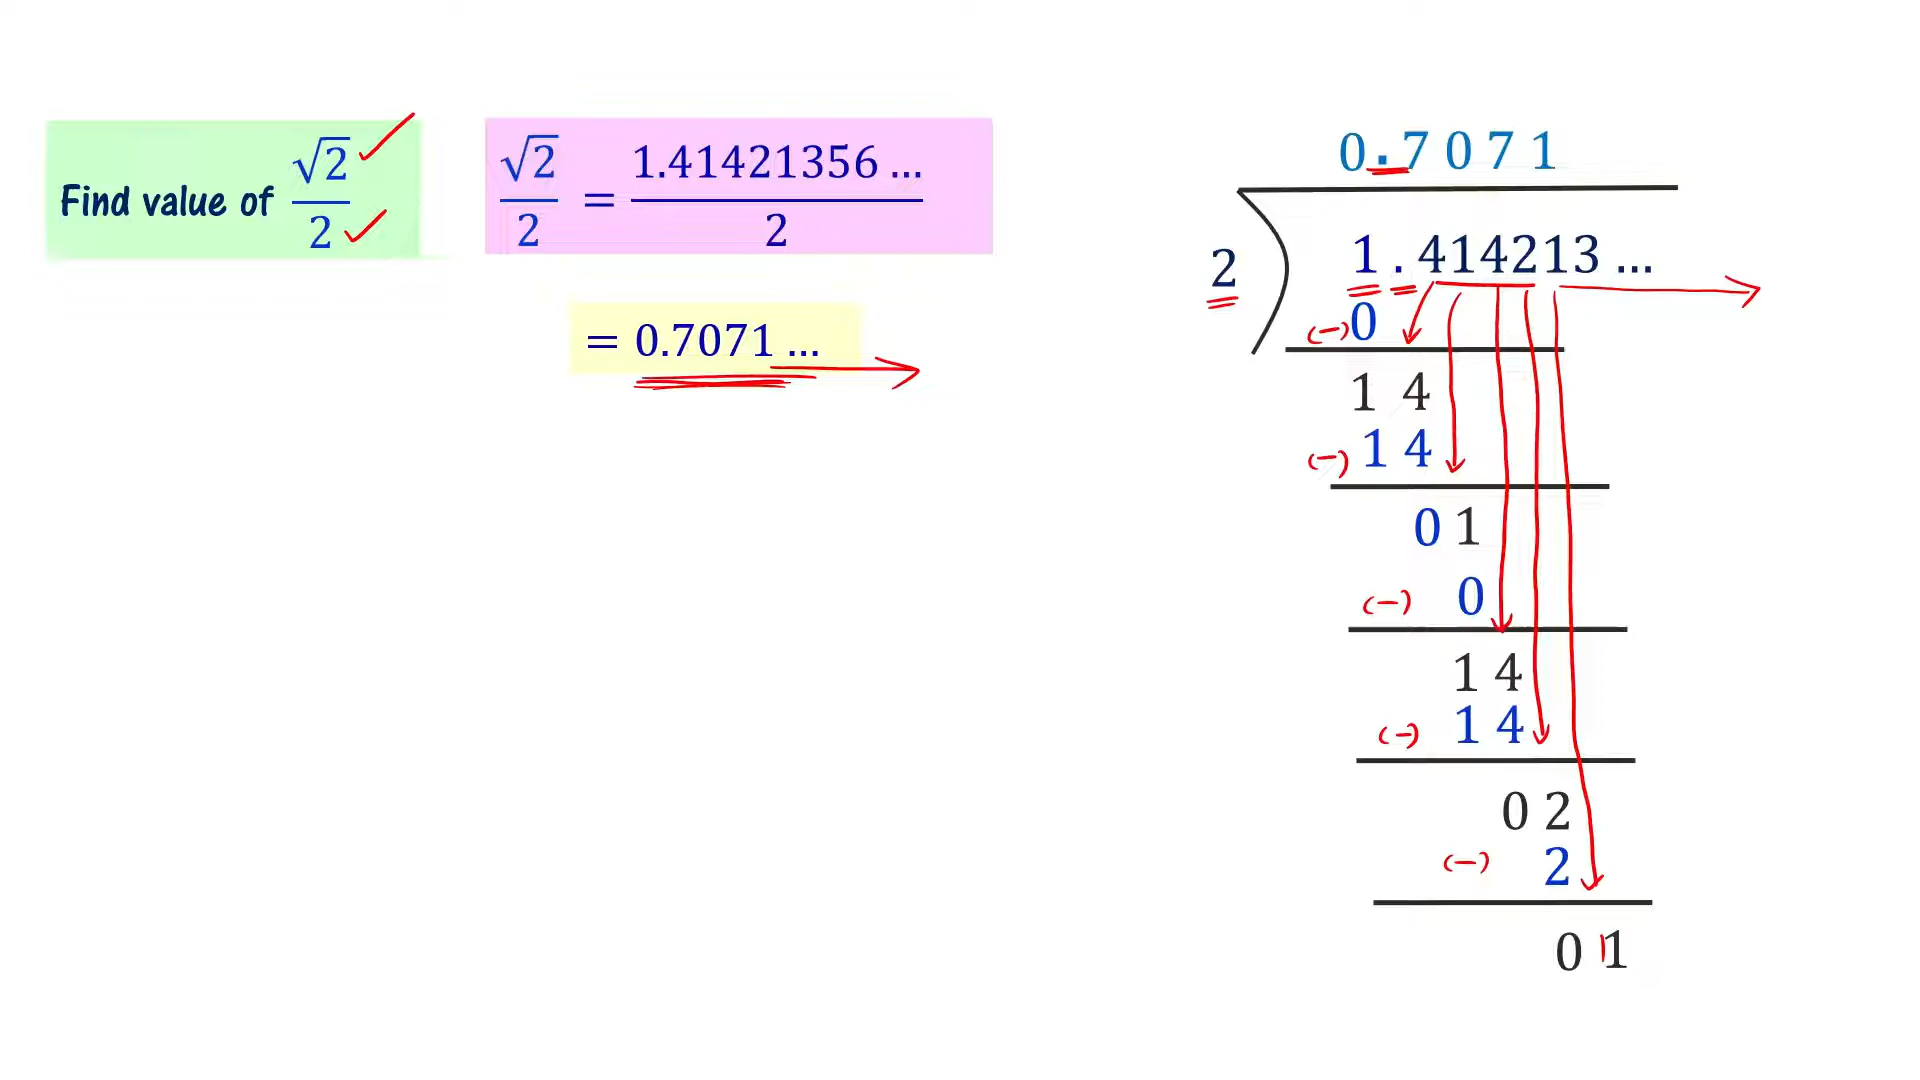 Find value of √2/2
√2/2 = 1.41421356 .../2
= 0.7071 ...
0.7071
2 1.414213 ...
(−) 0
1 4
(−) 1 4
0 1
(−) 0
1 4
(−) 1 4
0 2
(−) 2
0 1